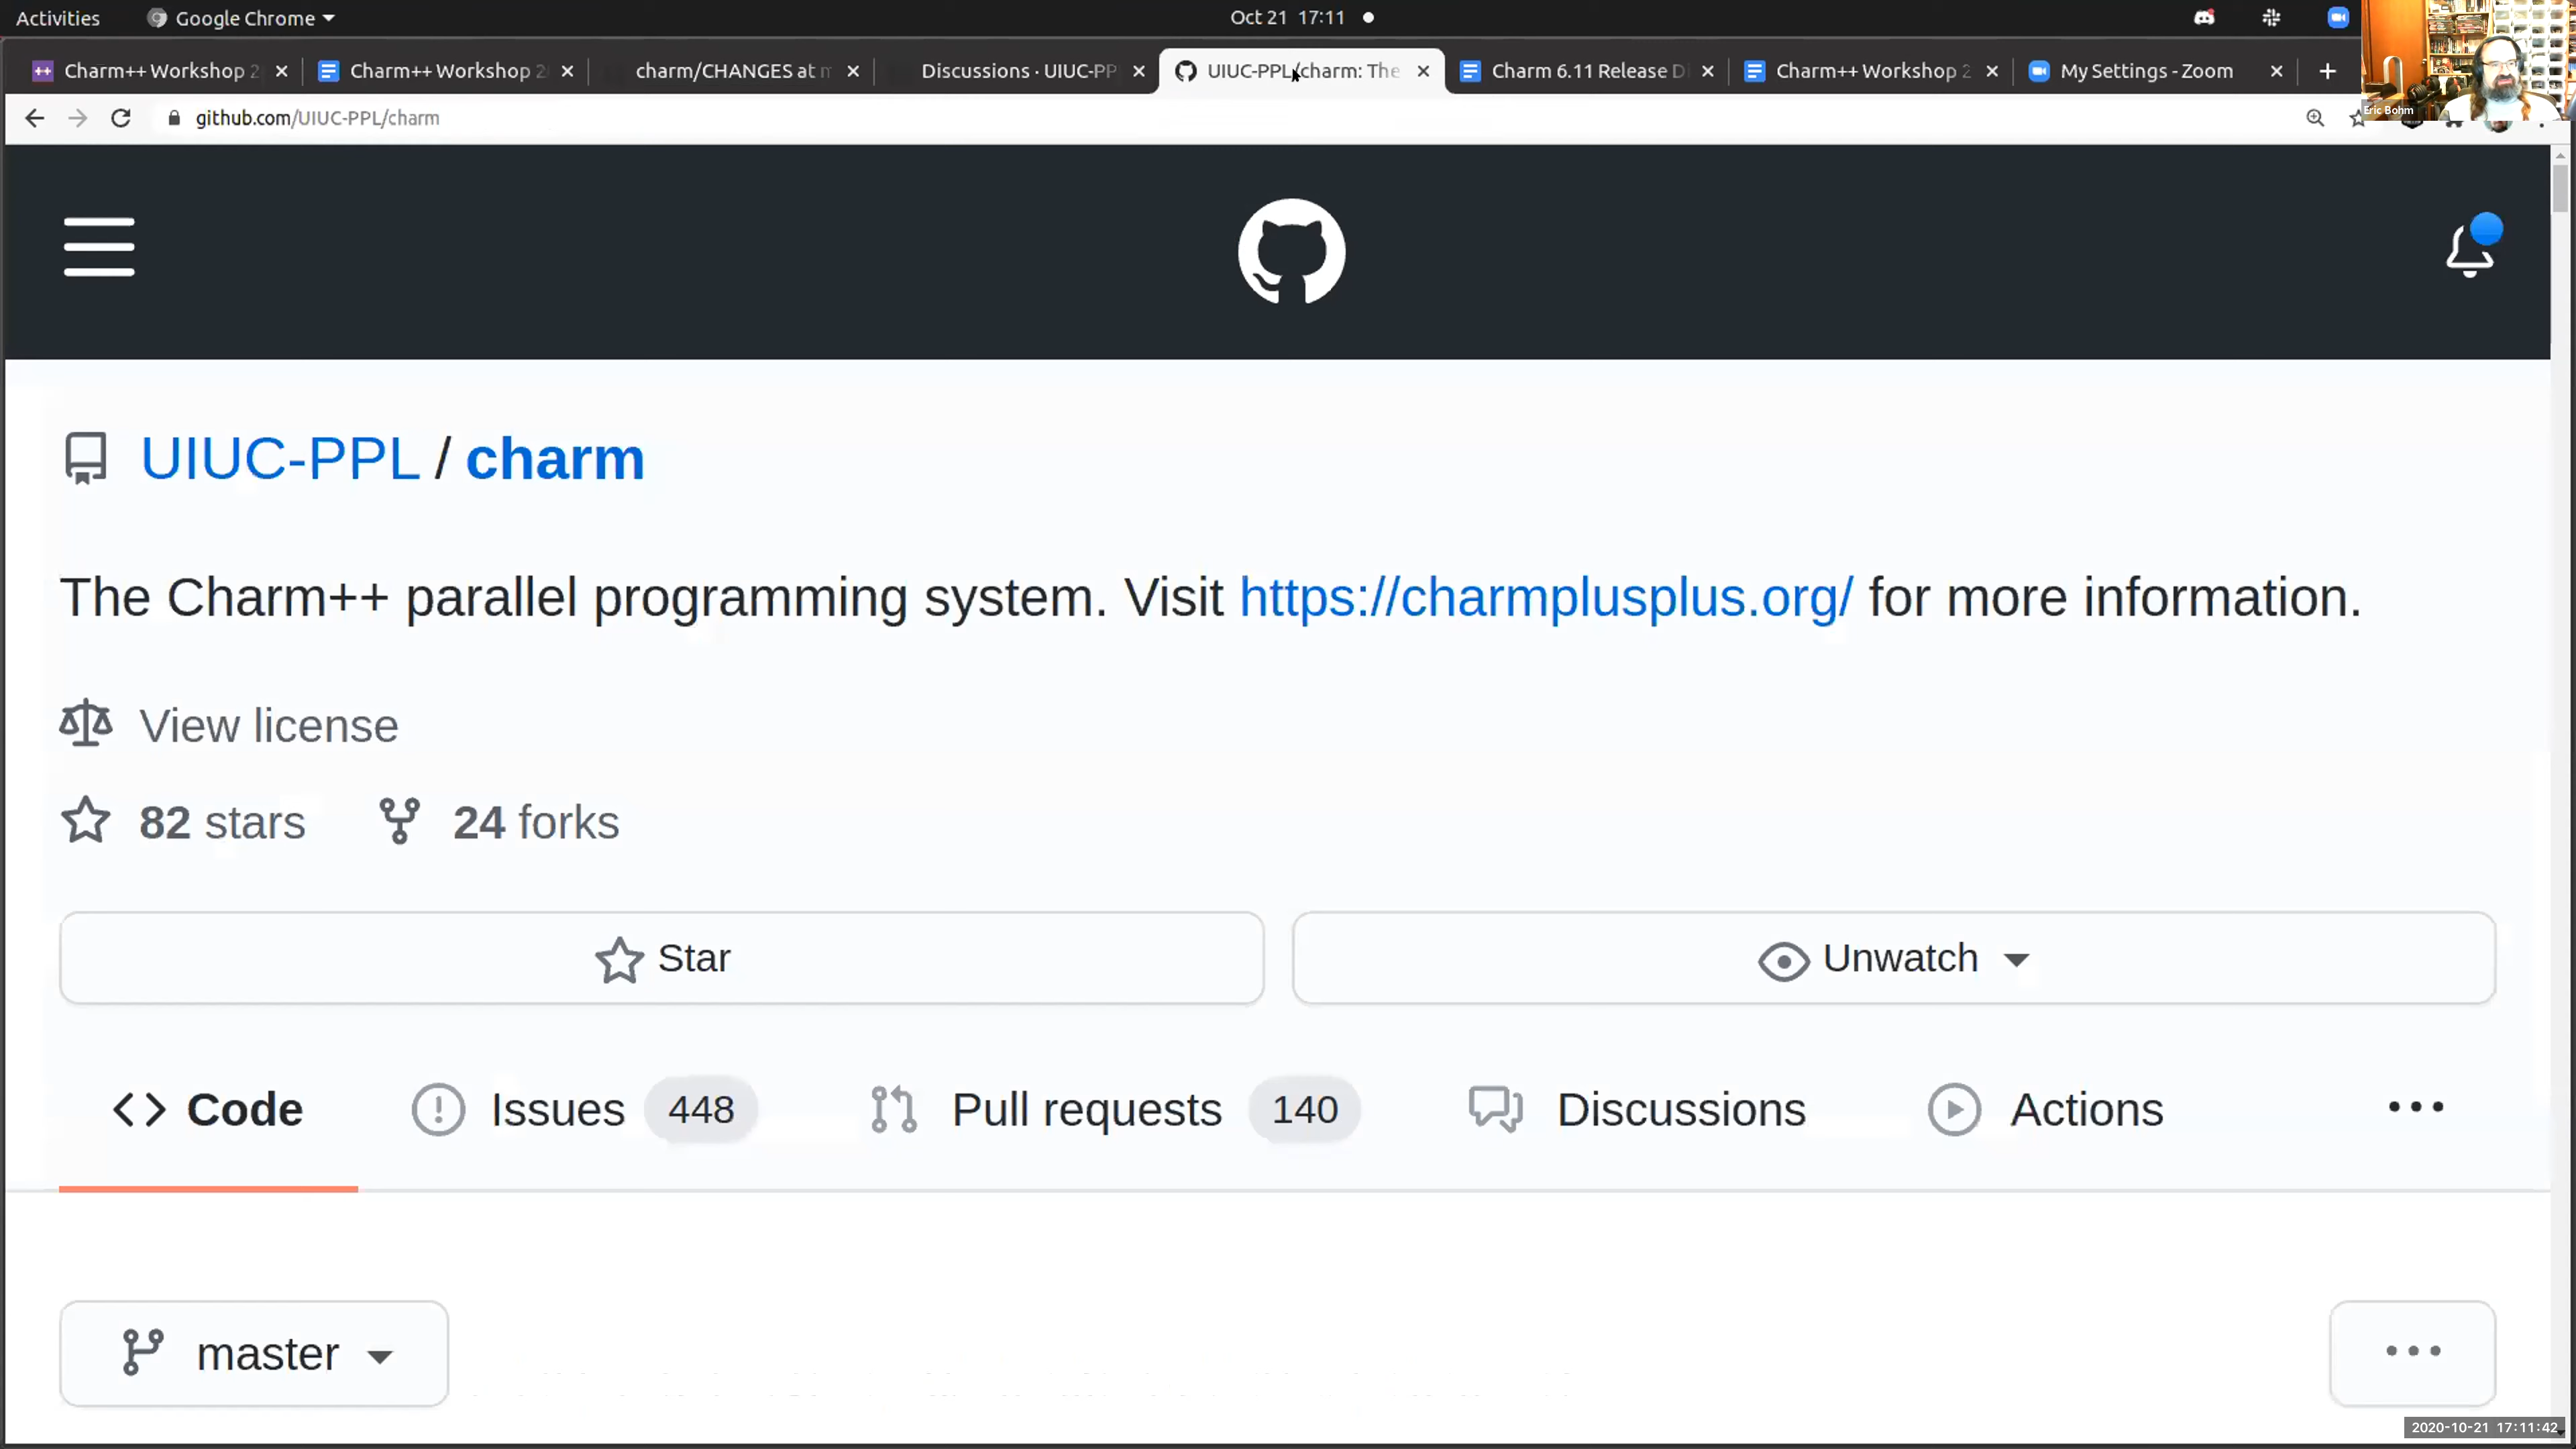 Activities Google Chrome Oct 21 17:11
Charm++ Workshop 2 Charm++ Workshop 2 charm/CHANGES at Discussions · UIUC-PP UIUC-PPL/charm: The Charm 6.11 Release D Charm++ Workshop 2 My Settings - Zoom
Eric Bohm
github.com/UIUC-PPL/charm
UIUC-PPL / charm
The Charm++ parallel programming system. Visit https://charmplusplus.org/ for more information.
View license
82 stars 24 forks
Star Unwatch
Code Issues 448 Pull requests 140 Discussions Actions
master
2020-10-21 17:11:42